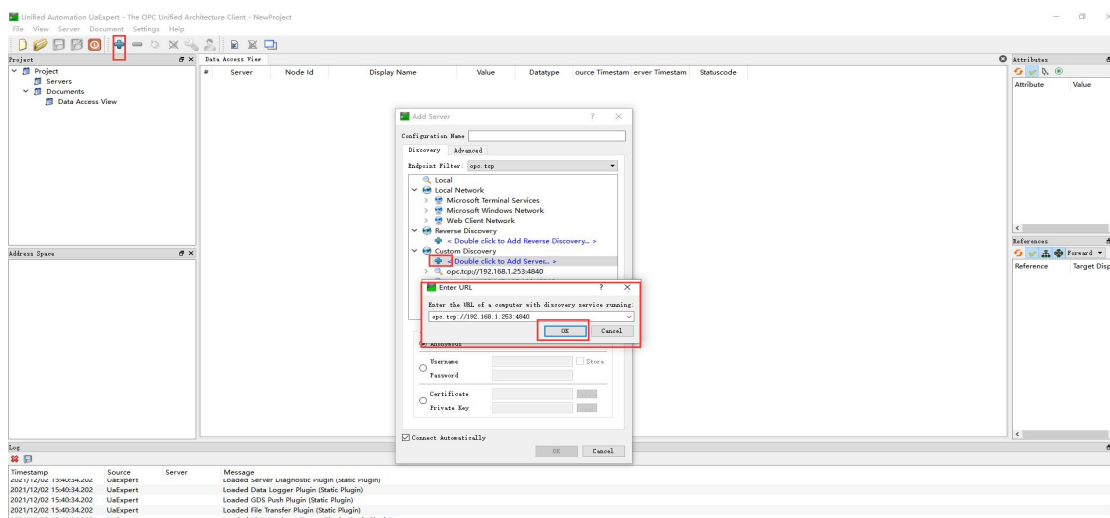 Unified Automation UaExpert - The OPC Unified Architecture Client - NewProject
File View Server Document Settings Help
Project
Project
Servers
Documents
Data Access View
Address Space
Data Access View
# Server Node Id Display Name Value Datatype ource Timestam erver Timestam Statuscode
Add Server
Configuration Name
Discovery Advanced
Endpoint Filter: opc.tcp
Local
Local Network
Microsoft Terminal Services
Microsoft Windows Network
Web Client Network
Reverse Discovery
< Double click to Add Reverse Discovery... >
Custom Discovery
< Double click to Add Server... >
opc.tcp://192.168.1.253:4840
Enter URL
Enter the URL of a computer with discovery service running:
opc.tcp://192.168.1.253:4840
OK Cancel
Anonymous
Username Store
Password
Certificate
Private Key
Connect Automatically
OK Cancel
Attributes
Attribute Value
References
Forward
Reference Target Disp
Log
Timestamp Source Server Message
2021/12/02 15:40:34.202 UaExpert Loaded Server Diagnostic Plugin (Static Plugin)
2021/12/02 15:40:34.202 UaExpert Loaded Data Logger Plugin (Static Plugin)
2021/12/02 15:40:34.202 UaExpert Loaded GDS Push Plugin (Static Plugin)
2021/12/02 15:40:34.202 UaExpert Loaded File Transfer Plugin (Static Plugin)